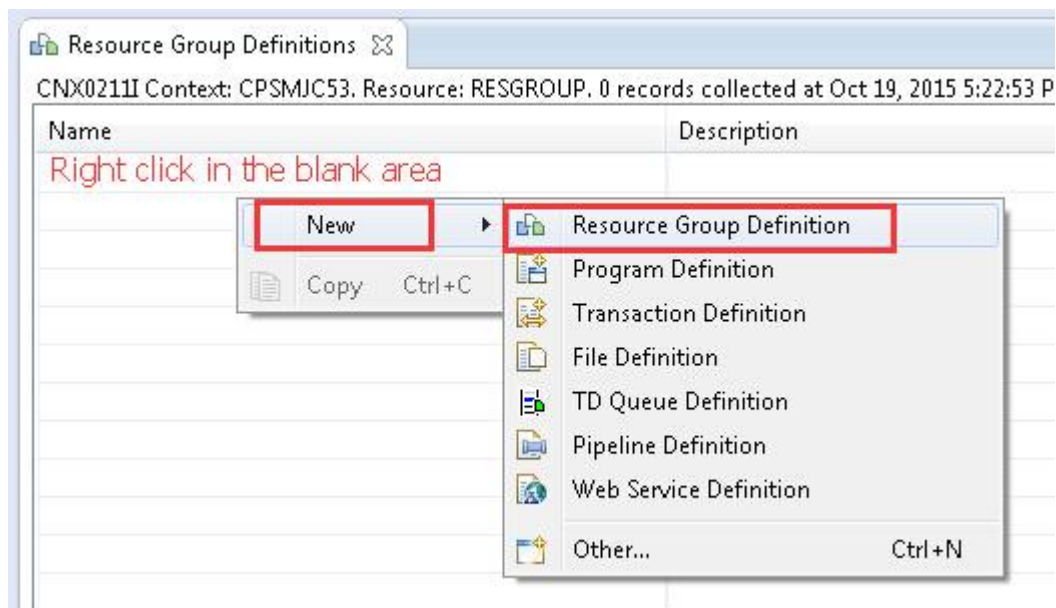 Resource Group Definitions
CNX0211I Context: CPSMJC53. Resource: RESGROUP. 0 records collected at Oct 19, 2015 5:22:53 P
Name Description
Right click in the blank area
New Resource Group Definition
Program Definition
Copy Ctrl+C
Transaction Definition
File Definition
TD Queue Definition
Pipeline Definition
Web Service Definition
Other... Ctrl+N